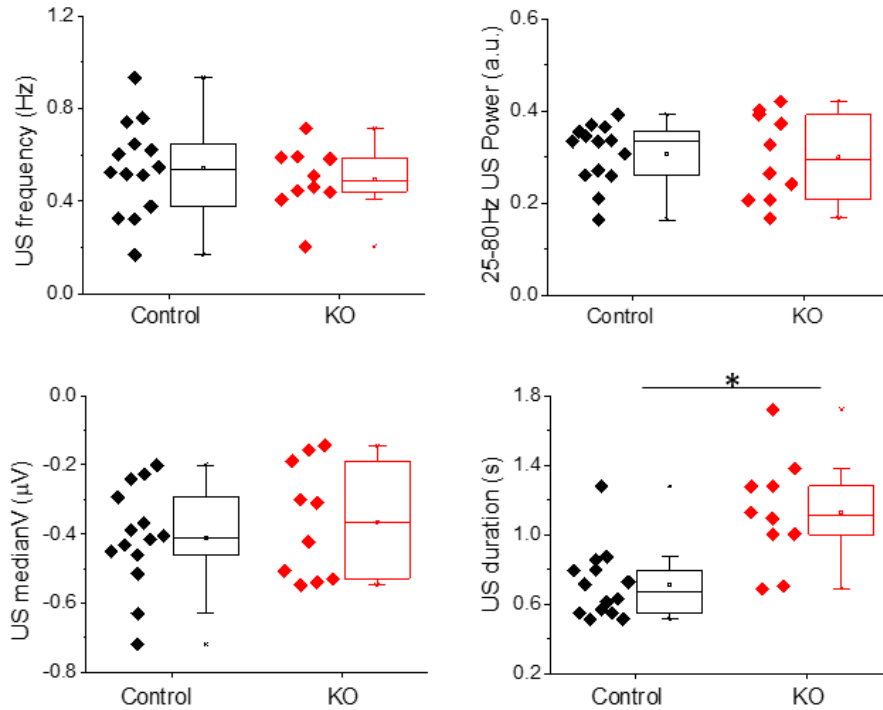 US frequency (Hz)
1.2
0.8
0.4
0.0
Control
KO
25-80Hz US Power (a.u.)
0.6
0.4
0.2
0.0
Control
KO
US medianV (μV)
-0.0
-0.2
-0.4
-0.6
-0.8
Control
KO
US duration (s)
1.8
1.4
1.0
0.6
0.2
*
Control
KO